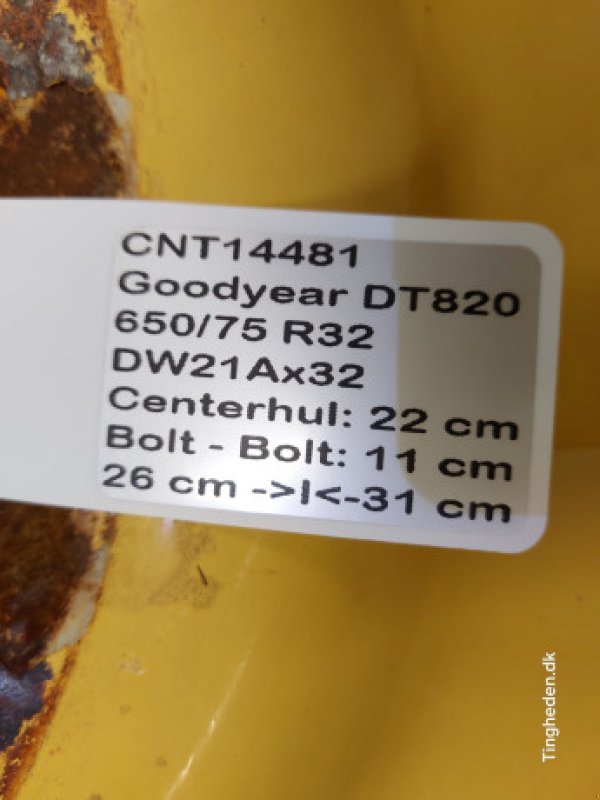 CNT14481
Goodyear DT820
650/75 R32
DW21Ax32
Centerhul: 22 cm
Bolt - Bolt: 11 cm
26 cm ->I<-31 cm
Tingheden.dk